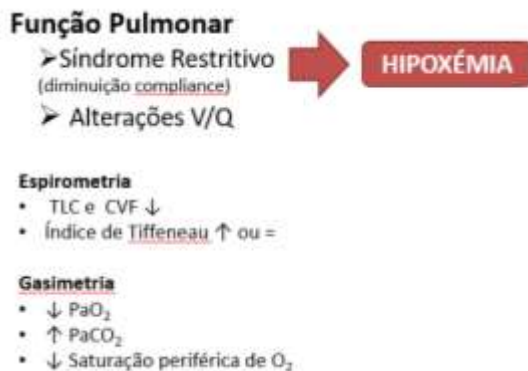 Função Pulmonar
➤Síndrome Restritivo
(diminuição compliance)
➤ Alterações V/Q
HIPOXÉMIA
Espirometria
• TLC e CVF ↓
• Índice de Tiffeneau ↑ ou =
Gasimetria
• ↓ PaO₂
• ↑ PaCO₂
• ↓ Saturação periférica de O₂